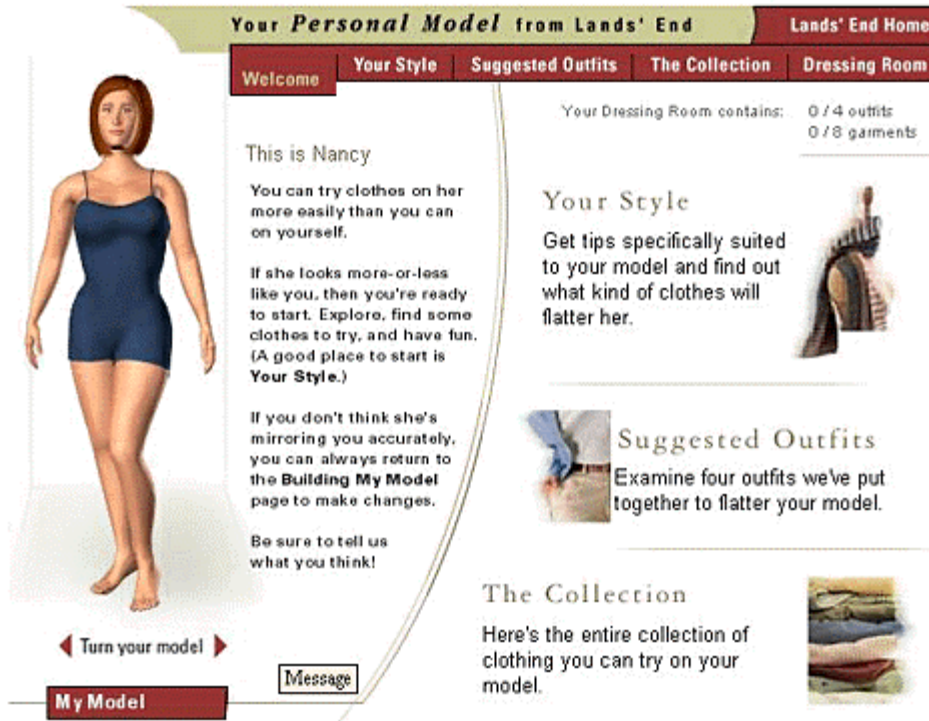 Your Personal Model from Lands' End
Lands' End Home
Welcome
Your Style
Suggested Outfits
The Collection
Dressing Room
Your Dressing Room contains:
0 / 4 outfits
0 / 8 garments
This is Nancy
You can try clothes on her
more easily than you can
on yourself.
If she looks more-or-less
like you, then you're ready
to start. Explore, find some
clothes to try, and have fun.
(A good place to start is
Your Style.)
If you don't think she's
mirroring you accurately,
you can always return to
the Building My Model
page to make changes.
Be sure to tell us
what you think!
Your Style
Get tips specifically suited
to your model and find out
what kind of clothes will
flatter her.
Suggested Outfits
Examine four outfits we've put
together to flatter your model.
The Collection
Here's the entire collection of
clothing you can try on your
model.
Turn your model
Message
My Model